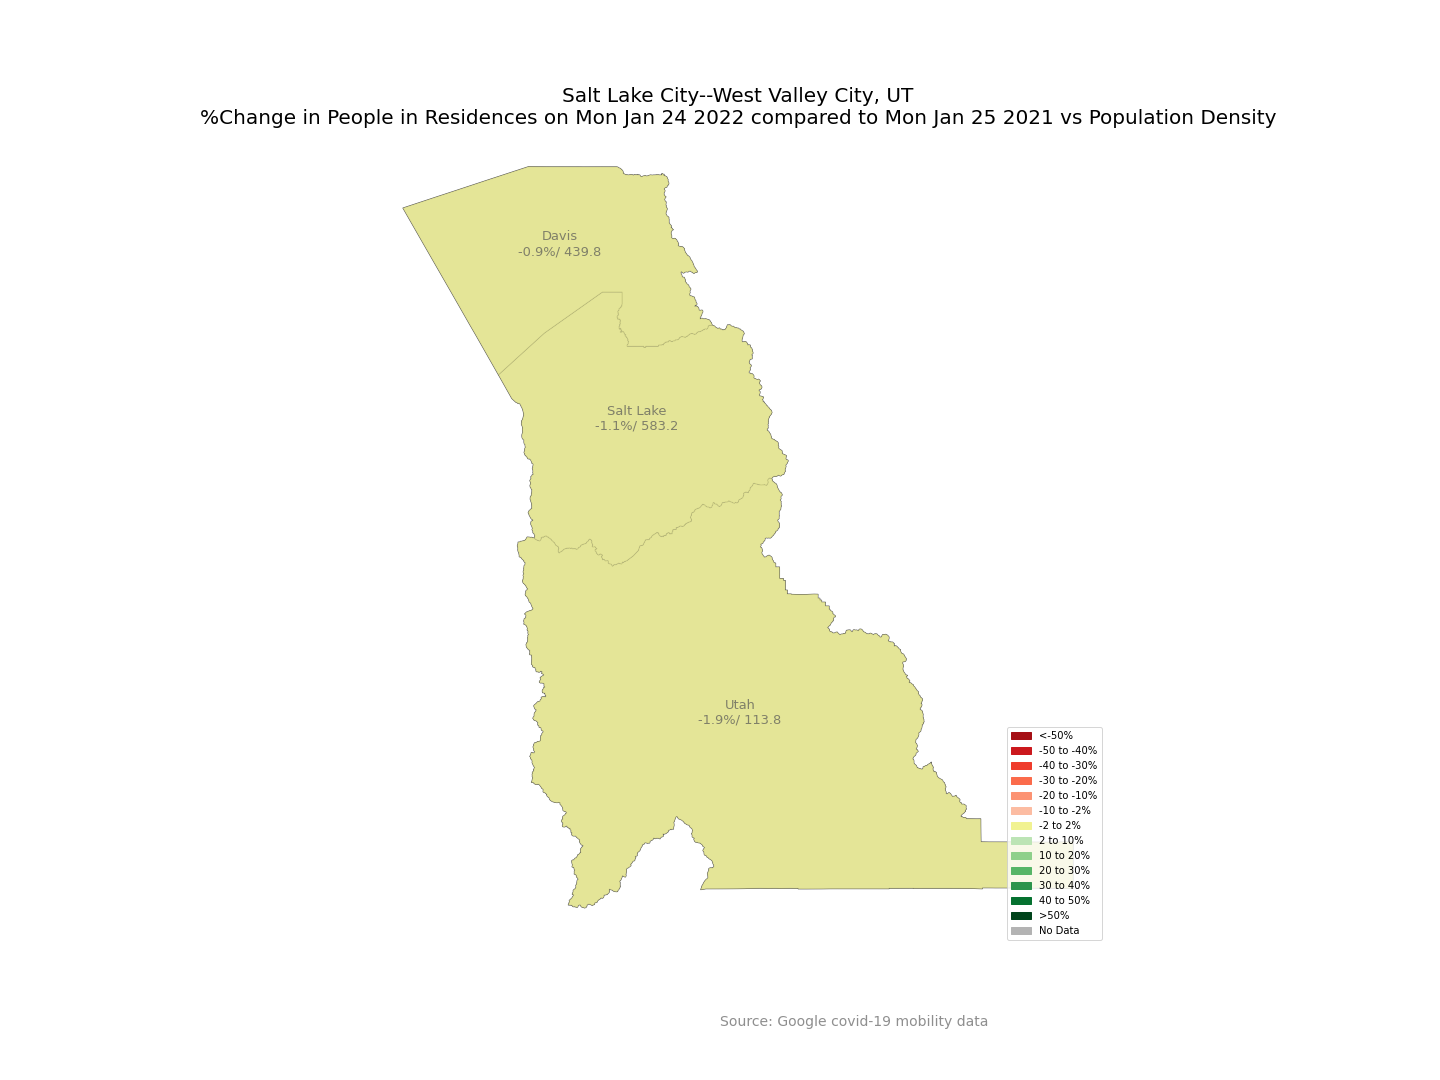 Salt Lake City--West Valley City, UT
%Change in People in Residences on Mon Jan 24 2022 compared to Mon Jan 25 2021 vs Population Density
Davis
-0.9%/ 439.8
Salt Lake
-1.1%/ 583.2
Utah
-1.9%/ 113.8
<-50%
-50 to -40%
-40 to -30%
-30 to -20%
-20 to -10%
-10 to -2%
-2 to 2%
2 to 10%
10 to 20%
20 to 30%
30 to 40%
40 to 50%
>50%
No Data
Source: Google covid-19 mobility data